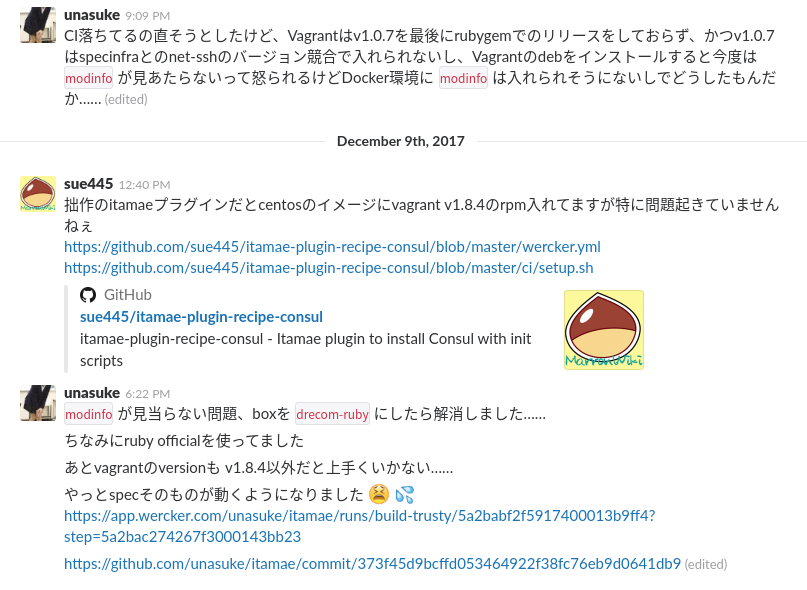 unasuke 9:09 PM
CI落ちてるの直そうとしたけど、Vagrantはv1.0.7を最後にrubygemでのリリースをしておらず、かつv1.0.7
はspecinfraとのnet-sshのバージョン競合で入れられないし、Vagrantのdebをインストールすると今度は
modinfo が見あたらないって怒られるけどDocker環境に modinfo は入れられそうにないしでどうしたもんだ
か…… (edited)
December 9th, 2017
sue445 12:40 PM
拙作のitamaeプラグインだとcentosのイメージにvagrant v1.8.4のrpm入れてますが特に問題起きていません
ねぇ
https://github.com/sue445/itamae-plugin-recipe-consul/blob/master/wercker.yml
https://github.com/sue445/itamae-plugin-recipe-consul/blob/master/ci/setup.sh
GitHub
sue445/itamae-plugin-recipe-consul
itamae-plugin-recipe-consul - Itamae plugin to install Consul with init
scripts
MarronWiki
unasuke 6:22 PM
modinfo が見当らない問題、boxを drecom-ruby にしたら解消しました……
ちなみにruby officialを使ってました
あとvagrantのversionも v1.8.4以外だと上手くいかない……
やっとspecそのものが動くようになりました 😫 💦
https://app.wercker.com/unasuke/itamae/runs/build-trusty/5a2babf2f5917400013b9ff4?
step=5a2bac274267f3000143bb23
https://github.com/unasuke/itamae/commit/373f45d9bcffd053464922f38fc76eb9d0641db9 (edited)